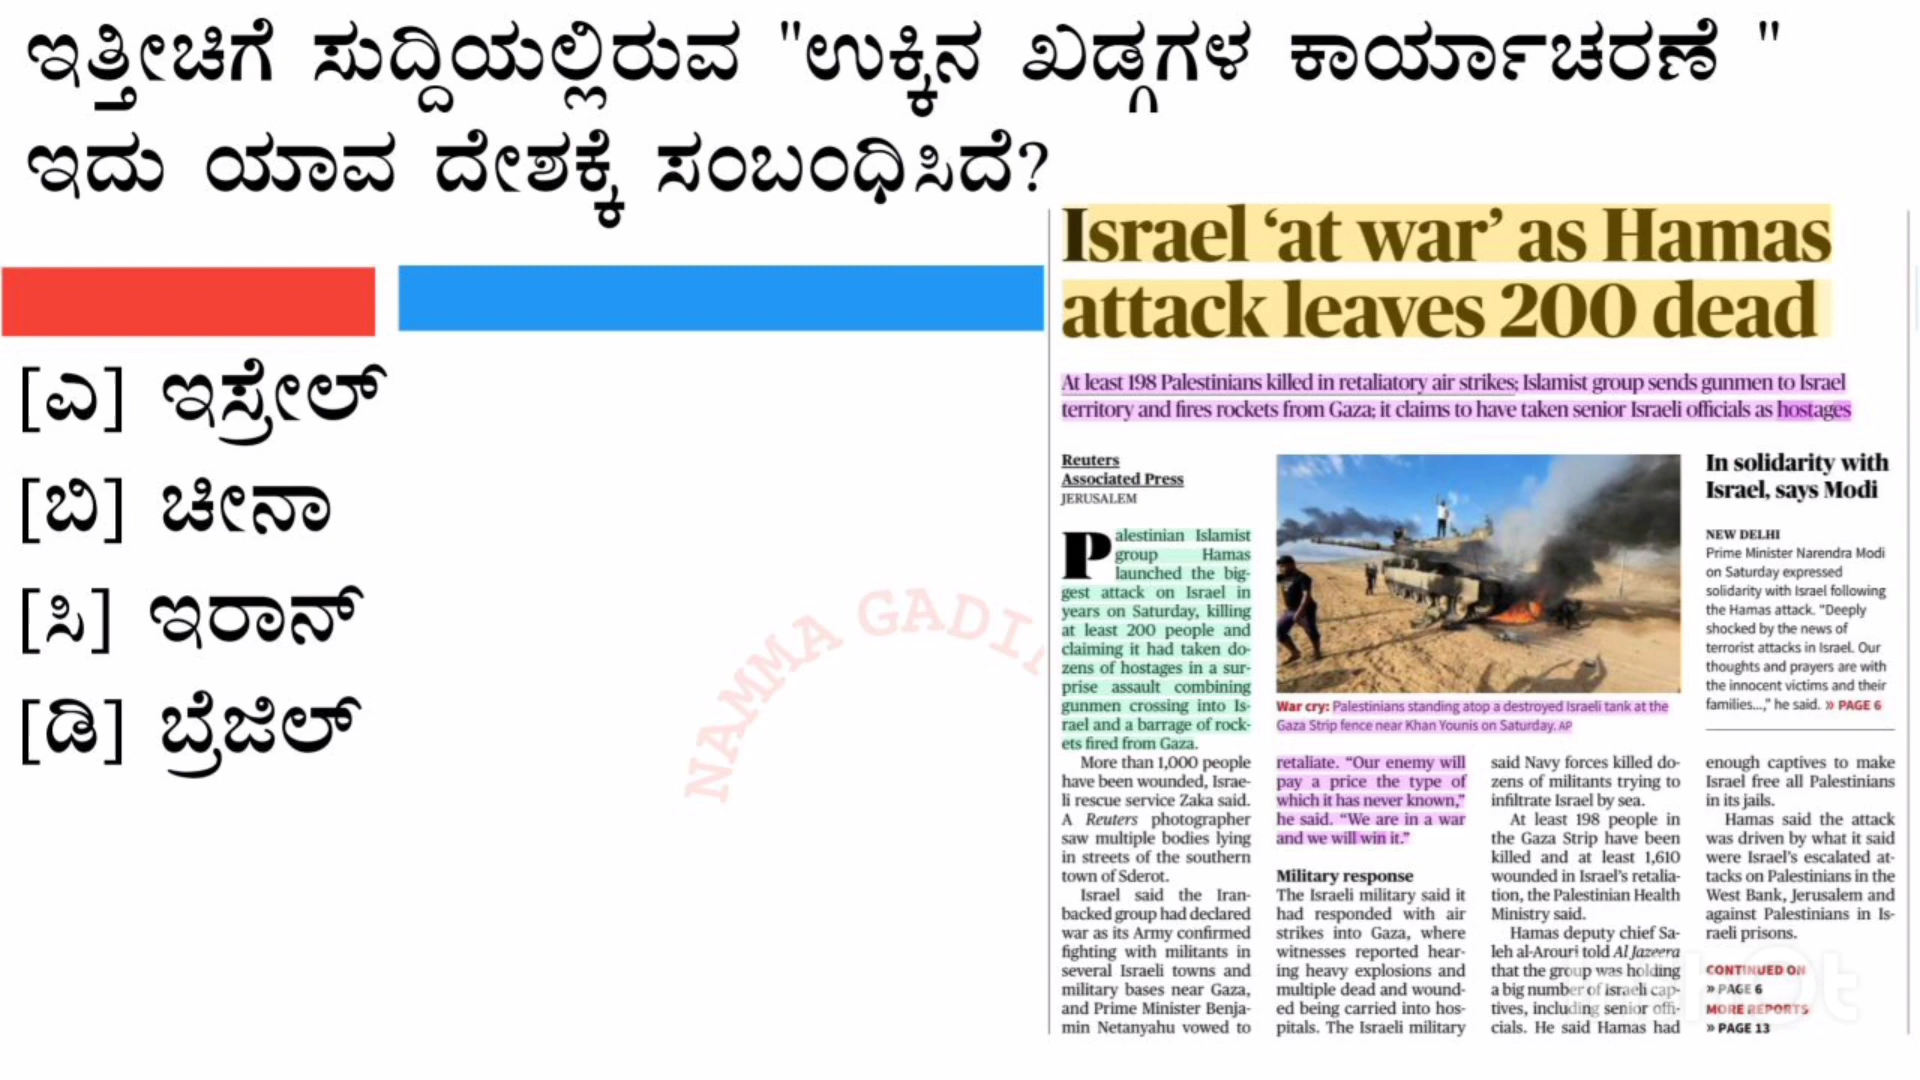 ಇತ್ತೀಚಿಗೆ ಸುದ್ದಿಯಲ್ಲಿರುವ "ಉಕ್ಕಿನ ಖಡ್ಗಗಳ ಕಾರ್ಯಾಚರಣೆ "
ಇದು ಯಾವ ದೇಶಕ್ಕೆ ಸಂಬಂಧಿಸಿದೆ?
[ಎ] ಇಸ್ರೇಲ್
[ಬಿ] ಚೀನಾ
[ಸಿ] ಇರಾನ್
[ಡಿ] ಬ್ರೆಜಿಲ್
NAMMA GADI
Israel ‘at war’ as Hamas
attack leaves 200 dead
At least 198 Palestinians killed in retaliatory air strikes; Islamist group sends gunmen to Israel
territory and fires rockets from Gaza; it claims to have taken senior Israeli officials as hostages
Reuters
Associated Press
JERUSALEM
Palestinian Islamist
group Hamas
launched the big-
gest attack on Israel in
years on Saturday, killing
at least 200 people and
claiming it had taken do-
zens of hostages in a sur-
prise assault combining
gunmen crossing into Is-
rael and a barrage of rock-
ets fired from Gaza.
More than 1,000 people
have been wounded, Israe-
li rescue service Zaka said.
A Reuters photographer
saw multiple bodies lying
in streets of the southern
town of Sderot.
Israel said the Iran-
backed group had declared
war as its Army confirmed
fighting with militants in
several Israeli towns and
military bases near Gaza,
and Prime Minister Benja-
min Netanyahu vowed to
War cry: Palestinians standing atop a destroyed Israeli tank at the
Gaza Strip fence near Khan Younis on Saturday. AP
retaliate. “Our enemy will
pay a price the type of
which it has never known,”
he said. “We are in a war
and we will win it.”
Military response
The Israeli military said it
had responded with air
strikes into Gaza, where
witnesses reported hear-
ing heavy explosions and
multiple dead and wound-
ed being carried into hos-
pitals. The Israeli military
said Navy forces killed do-
zens of militants trying to
infiltrate Israel by sea.
At least 198 people in
the Gaza Strip have been
killed and at least 1,610
wounded in Israel’s retalia-
tion, the Palestinian Health
Ministry said.
Hamas deputy chief Sa-
leh al-Arouri told Al Jazeera
that the group was holding
a big number of Israeli cap-
tives, including senior offi-
cials. He said Hamas had
In solidarity with
Israel, says Modi
NEW DELHI
Prime Minister Narendra Modi
on Saturday expressed
solidarity with Israel following
the Hamas attack. “Deeply
shocked by the news of
terrorist attacks in Israel. Our
thoughts and prayers are with
the innocent victims and their
families...,” he said. » PAGE 6
enough captives to make
Israel free all Palestinians
in its jails.
Hamas said the attack
was driven by what it said
were Israel’s escalated at-
tacks on Palestinians in the
West Bank, Jerusalem and
against Palestinians in Is-
raeli prisons.
CONTINUED ON
» PAGE 6
MORE REPORTS
» PAGE 13